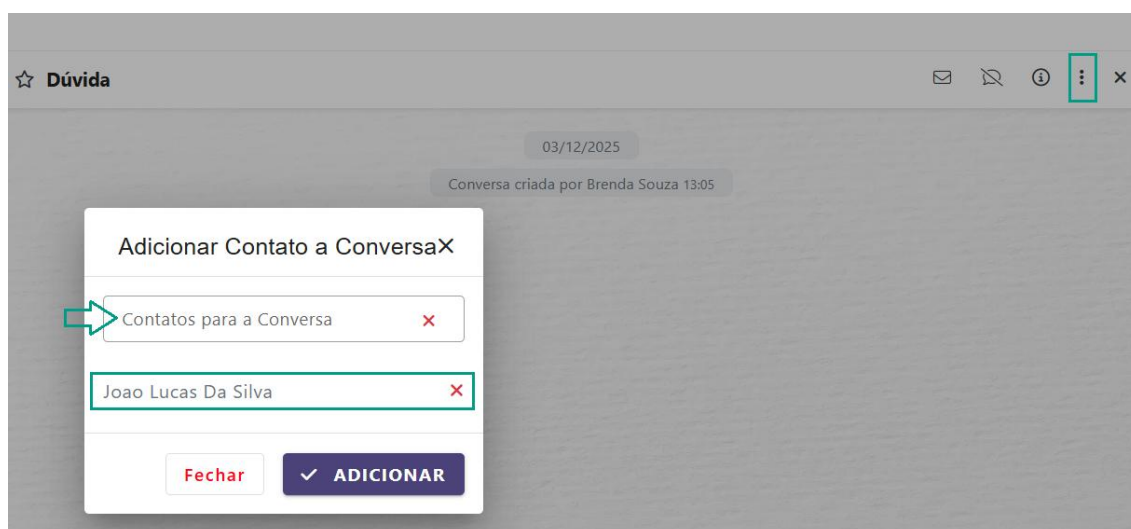 Dúvida
03/12/2025
Conversa criada por Brenda Souza 13:05
Adicionar Contato a Conversa
Contatos para a Conversa
Joao Lucas Da Silva
Fechar
ADICIONAR